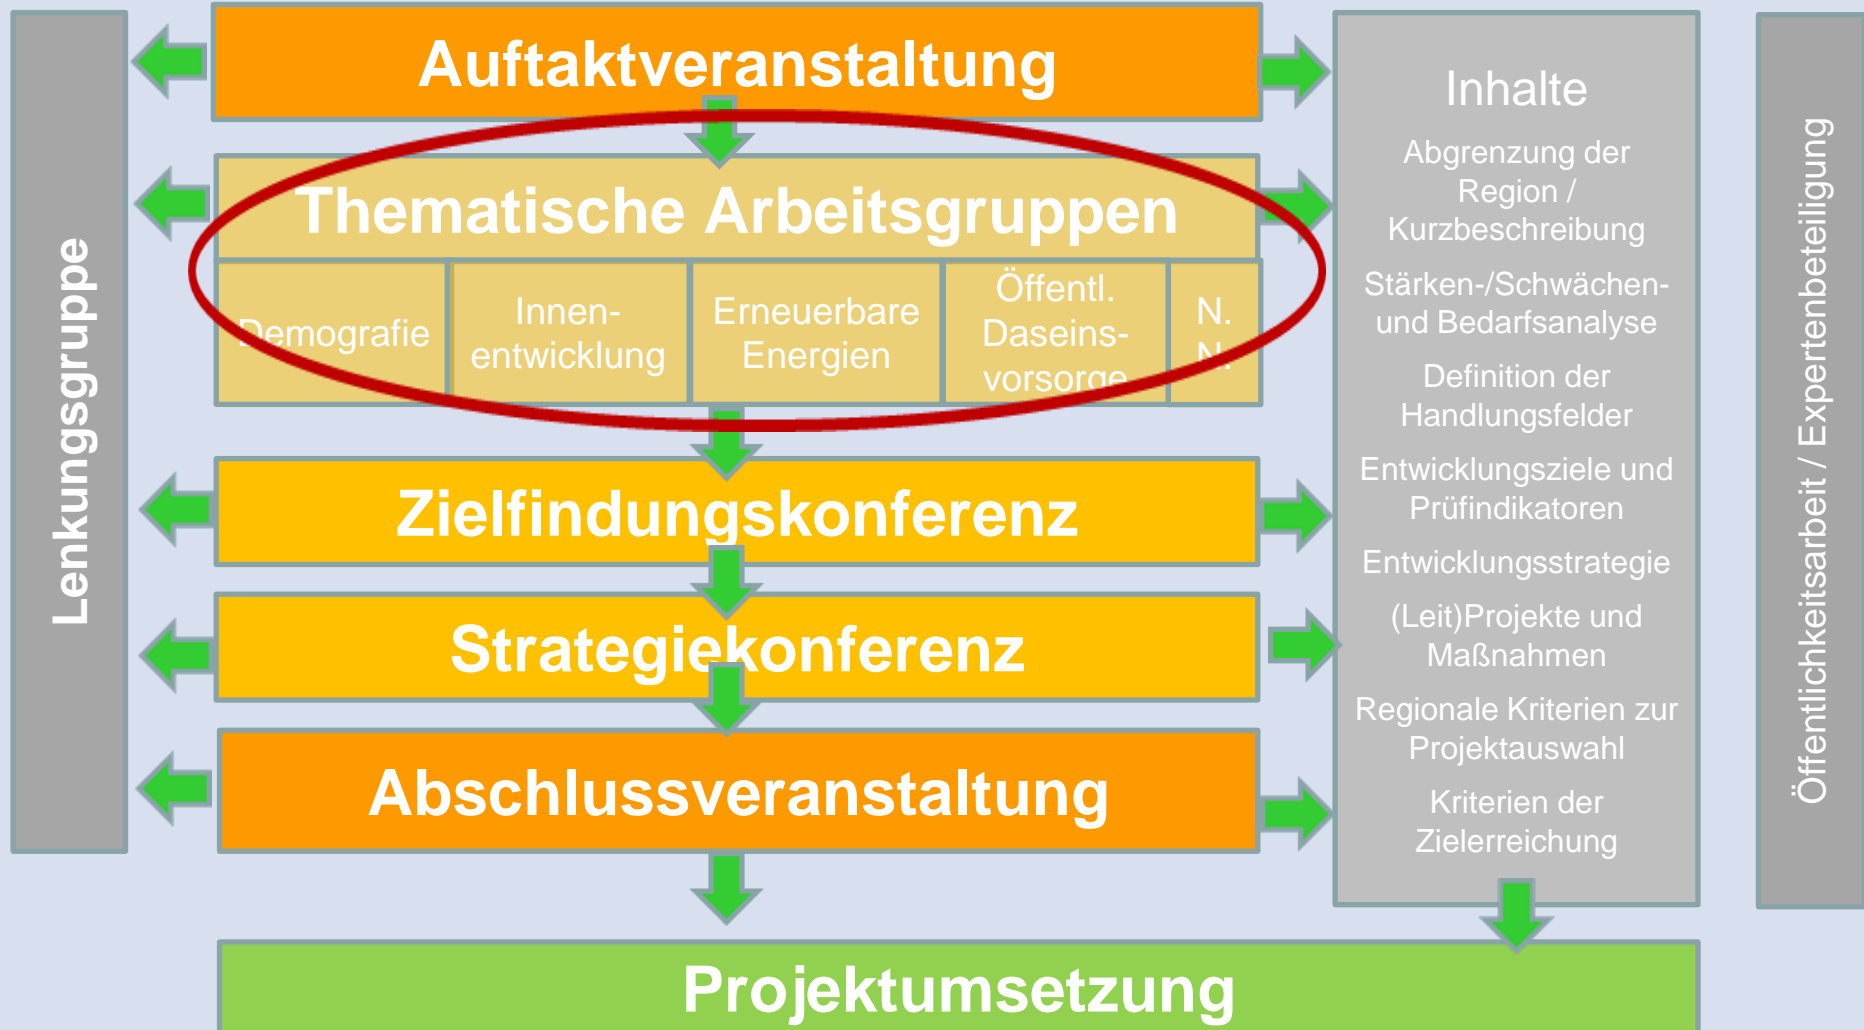 Lenkungsgruppe
Auftaktveranstaltung
Thematische Arbeitsgruppen
Demografie
Innen-
entwicklung
Erneuerbare
Energien
Öffentl.
Daseins-
vorsorge
N.
N.
Zielfindungskonferenz
Strategiekonferenz
Abschlussveranstaltung
Inhalte
Abgrenzung der
Region /
Kurzbeschreibung
Stärken-/Schwächen-
und Bedarfsanalyse
Definition der
Handlungsfelder
Entwicklungsziele und
Prüfindikatoren
Entwicklungsstrategie
(Leit)Projekte und
Maßnahmen
Regionale Kriterien zur
Projektauswahl
Kriterien der
Zielerreichung
Öffentlichkeitsarbeit / Expertenbeteiligung
Projektumsetzung